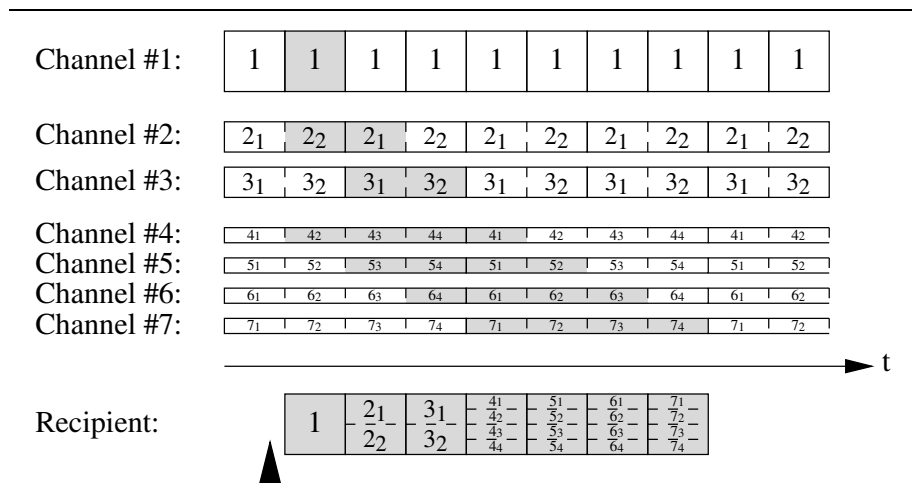 Channel #1: 1 1 1 1 1 1 1 1 1 1
Channel #2: 2₁ 2₂ 2₁ 2₂ 2₁ 2₂ 2₁ 2₂ 2₁ 2₂
Channel #3: 3₁ 3₂ 3₁ 3₂ 3₁ 3₂ 3₁ 3₂ 3₁ 3₂
Channel #4: 4₁ 4₂ 4₃ 4₄ 4₁ 4₂ 4₃ 4₄ 4₁ 4₂
Channel #5: 5₁ 5₂ 5₃ 5₄ 5₁ 5₂ 5₃ 5₄ 5₁ 5₂
Channel #6: 6₁ 6₂ 6₃ 6₄ 6₁ 6₂ 6₃ 6₄ 6₁ 6₂
Channel #7: 7₁ 7₂ 7₃ 7₄ 7₁ 7₂ 7₃ 7₄ 7₁ 7₂
t
Recipient: 1
2₁ 2₂
3₁ 3₂
4₁ 4₂ 4₃ 4₄
5₁ 5₂ 5₃ 5₄
6₁ 6₂ 6₃ 6₄
7₁ 7₂ 7₃ 7₄